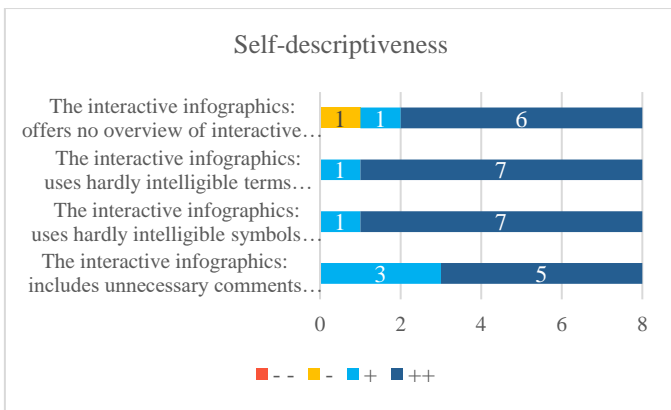 Self-descriptiveness
The interactive infographics:
offers no overview of interactive…
1 1 6
The interactive infographics:
uses hardly intelligible terms…
1 7
The interactive infographics:
uses hardly intelligible symbols…
1 7
The interactive infographics:
includes unnecessary comments…
3 5
0 2 4 6 8
- - - + ++